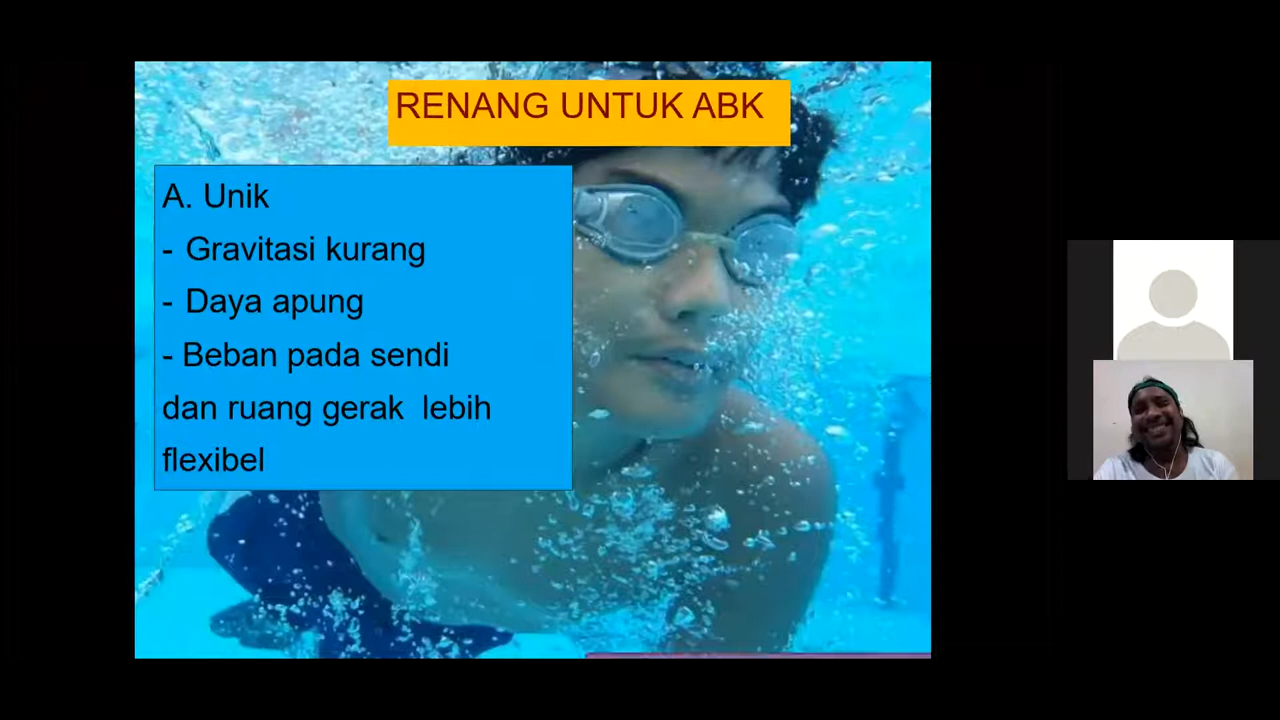 RENANG UNTUK ABK
A. Unik
- Gravitasi kurang
- Daya apung
- Beban pada sendi
dan ruang gerak lebih
flexibel